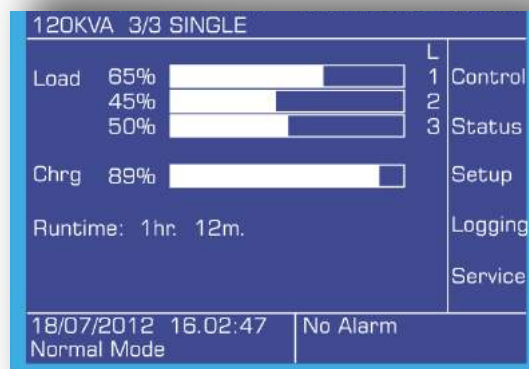 120KVA 3/3 SINGLE
L
Load 65% 1 Control
45% 2
50% 3 Status
Chrg 89% Setup
Runtime: 1hr. 12m. Logging
Service
18/07/2012 16.02:47 No Alarm
Normal Mode